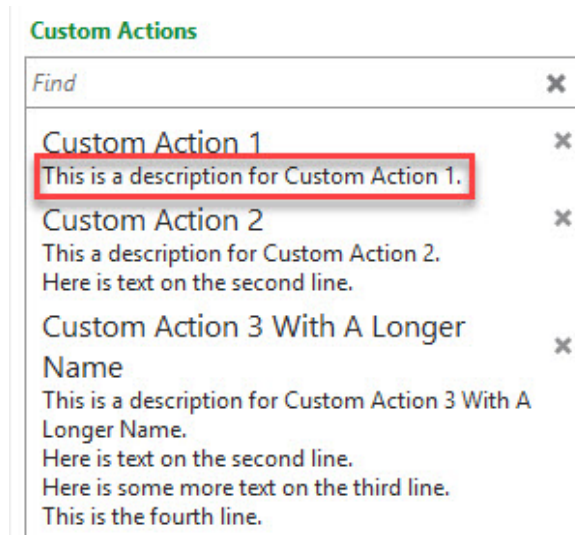 Custom Actions
Find
Custom Action 1
This is a description for Custom Action 1.
Custom Action 2
This a description for Custom Action 2.
Here is text on the second line.
Custom Action 3 With A Longer
Name
This is a description for Custom Action 3 With A
Longer Name.
Here is text on the second line.
Here is some more text on the third line.
This is the fourth line.